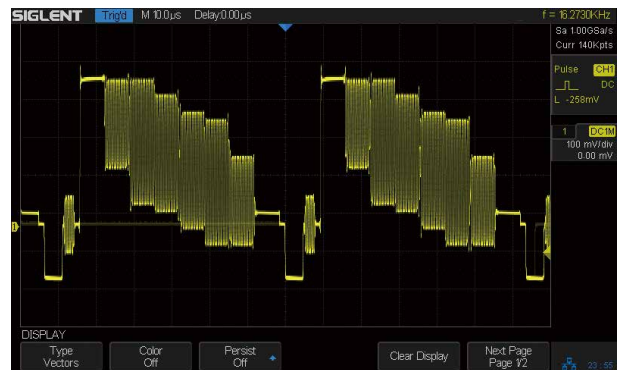 SIGLENT Trig'd M 10.0µs Delay:0.00µs f = 16.2730KHz
Sa 1.00GSa/s
Curr 140Kpts
Pulse CH1
DC
L -258mV
1 DC1M
100 mV/div
0.00 mV
1
DISPLAY
Type
Vectors
Color
Off
Persist
Off
Clear Display
Next Page
Page 1/2
23:55